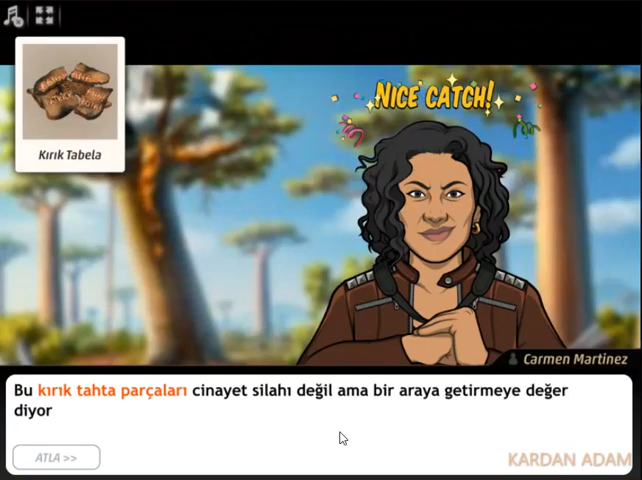 NICE CATCH!
Kırık Tabela
Carmen Martinez
Bu kırık tahta parçaları cinayet silahı değil ama bir araya getirmeye değer
diyor
ATLA >>
KARDAN ADAM